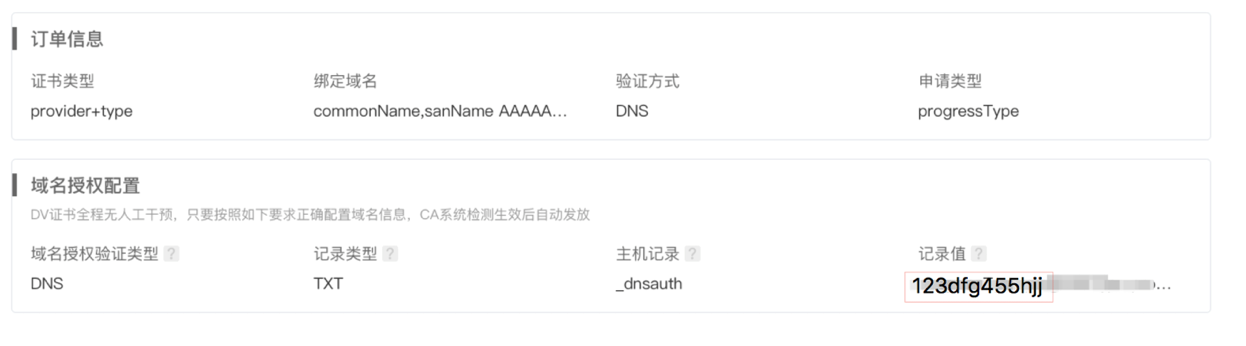 订单信息
证书类型 绑定域名 验证方式 申请类型
provider+type commonName,sanName AAAAA... DNS progressType
域名授权配置
DV证书全程无人工干预，只要按照如下要求正确配置域名信息，CA系统检测生效后自动发放
域名授权验证类型 ? 记录类型 ? 主机记录 ? 记录值 ?
DNS TXT _dnsauth 123dfg455hjj ...